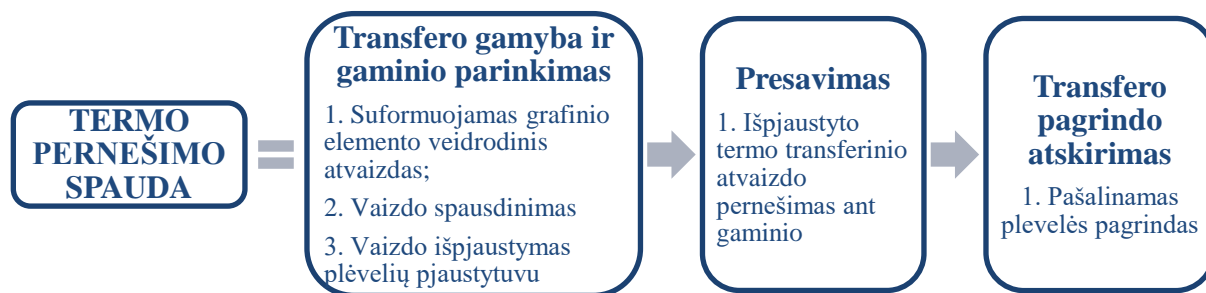 TERMO
PERNEŠIMO
SPAUDA
Transfero gamyba ir
gaminio parinkimas
1. Suformuojamas grafinio
elemento veidrodinis
atvaizdas;
2. Vaizdo spausdinimas
3. Vaizdo išpjaustymas
plėvelių pjaustytuvu
Presavimas
1. Išpjaustyto
termo transferinio
atvaizdo
pernešimas ant
gaminio
Transfero
pagrindo
atskirimas
1. Pašalinamas
plevelės pagrindas